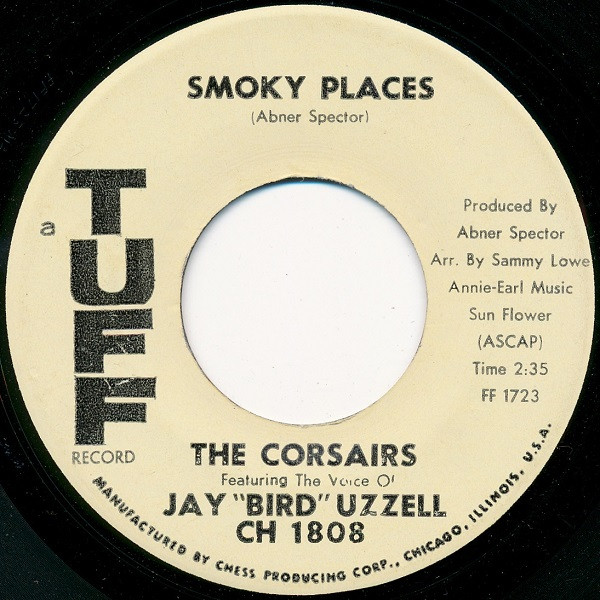 SMOKY PLACES
(Abner Spector)
a
TUFF
RECORD
Produced By
Abner Spector
Arr. By Sammy Lowe
Annie-Earl Music
Sun Flower
(ASCAP)
Time 2:35
FF 1723
THE CORSAIRS
Featuring The Voice Of
JAY "BIRD" UZZELL
CH 1808
MANUFACTURED BY CHESS PRODUCING CORP., CHICAGO, ILLINOIS, U.S.A.